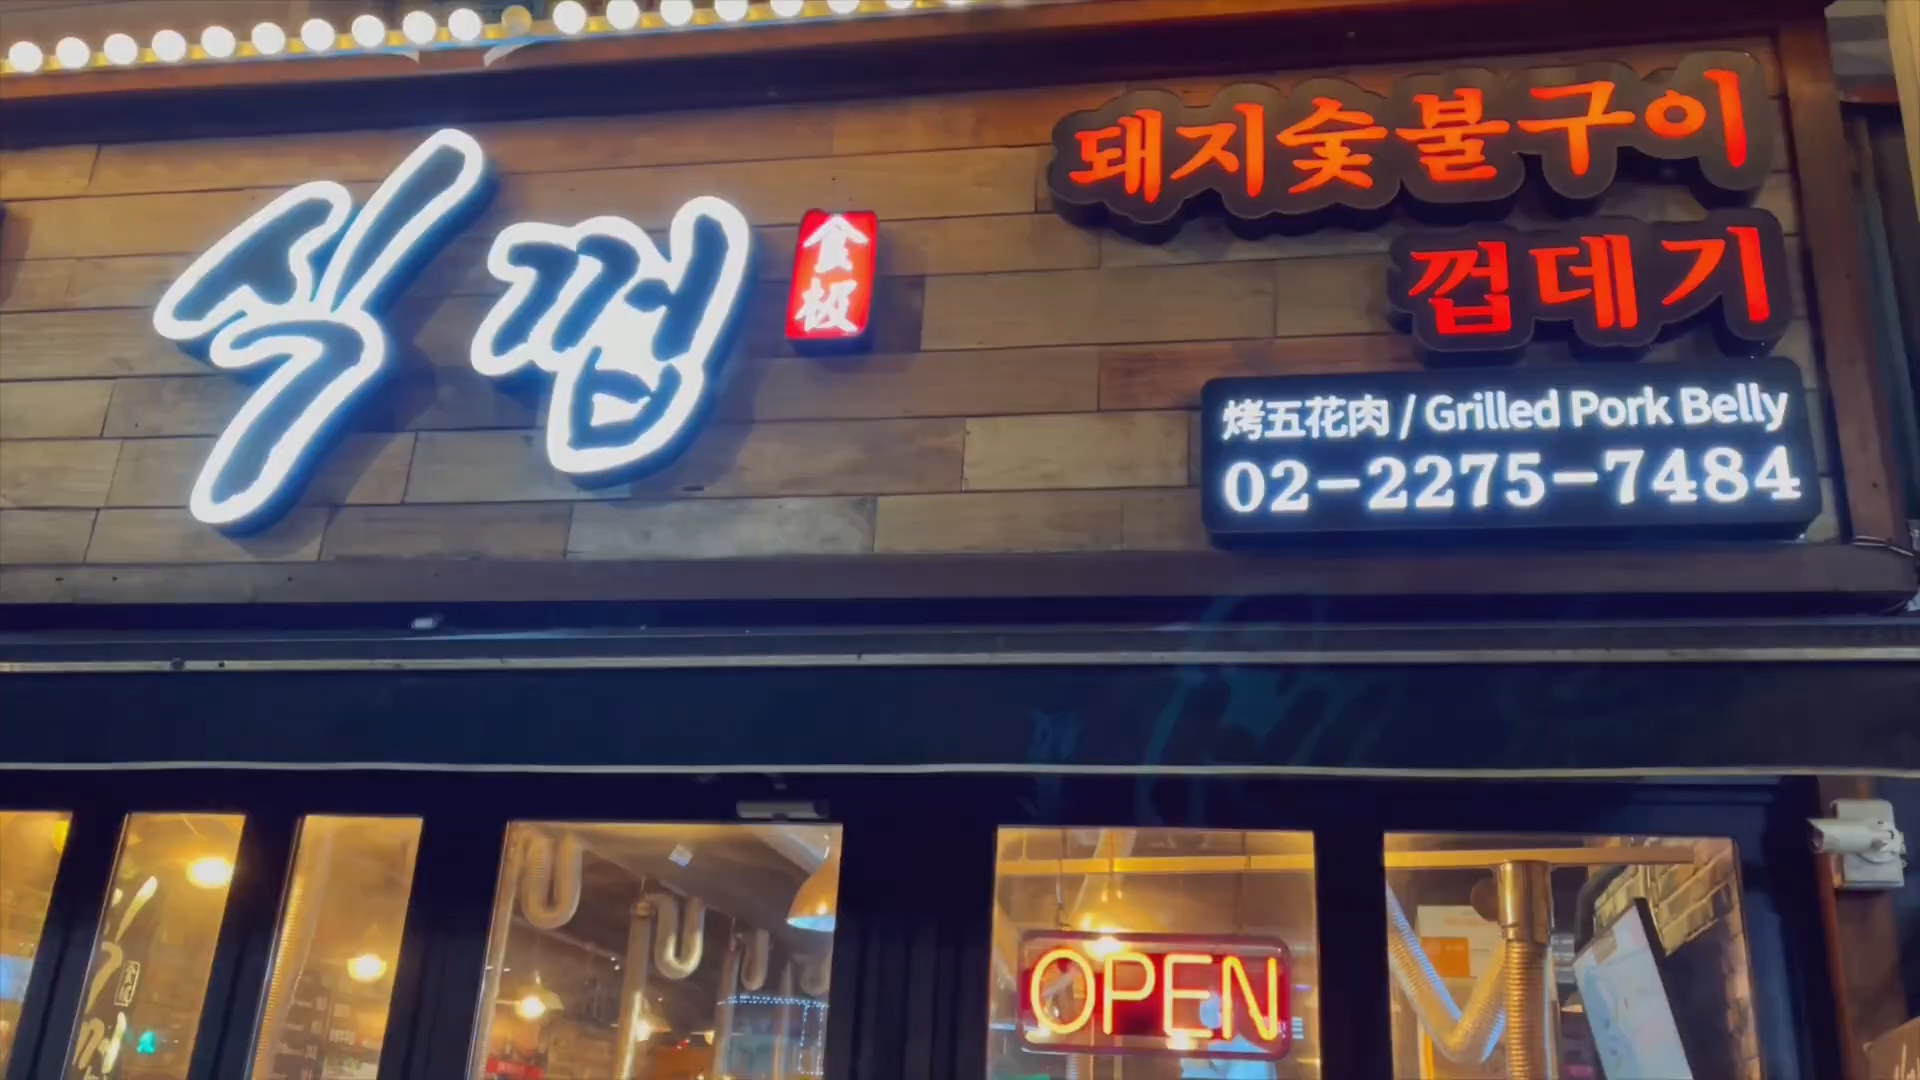 식껍
食
极
돼지숯불구이
껍데기
烤五花肉 / Grilled Pork Belly
02-2275-7484
OPEN